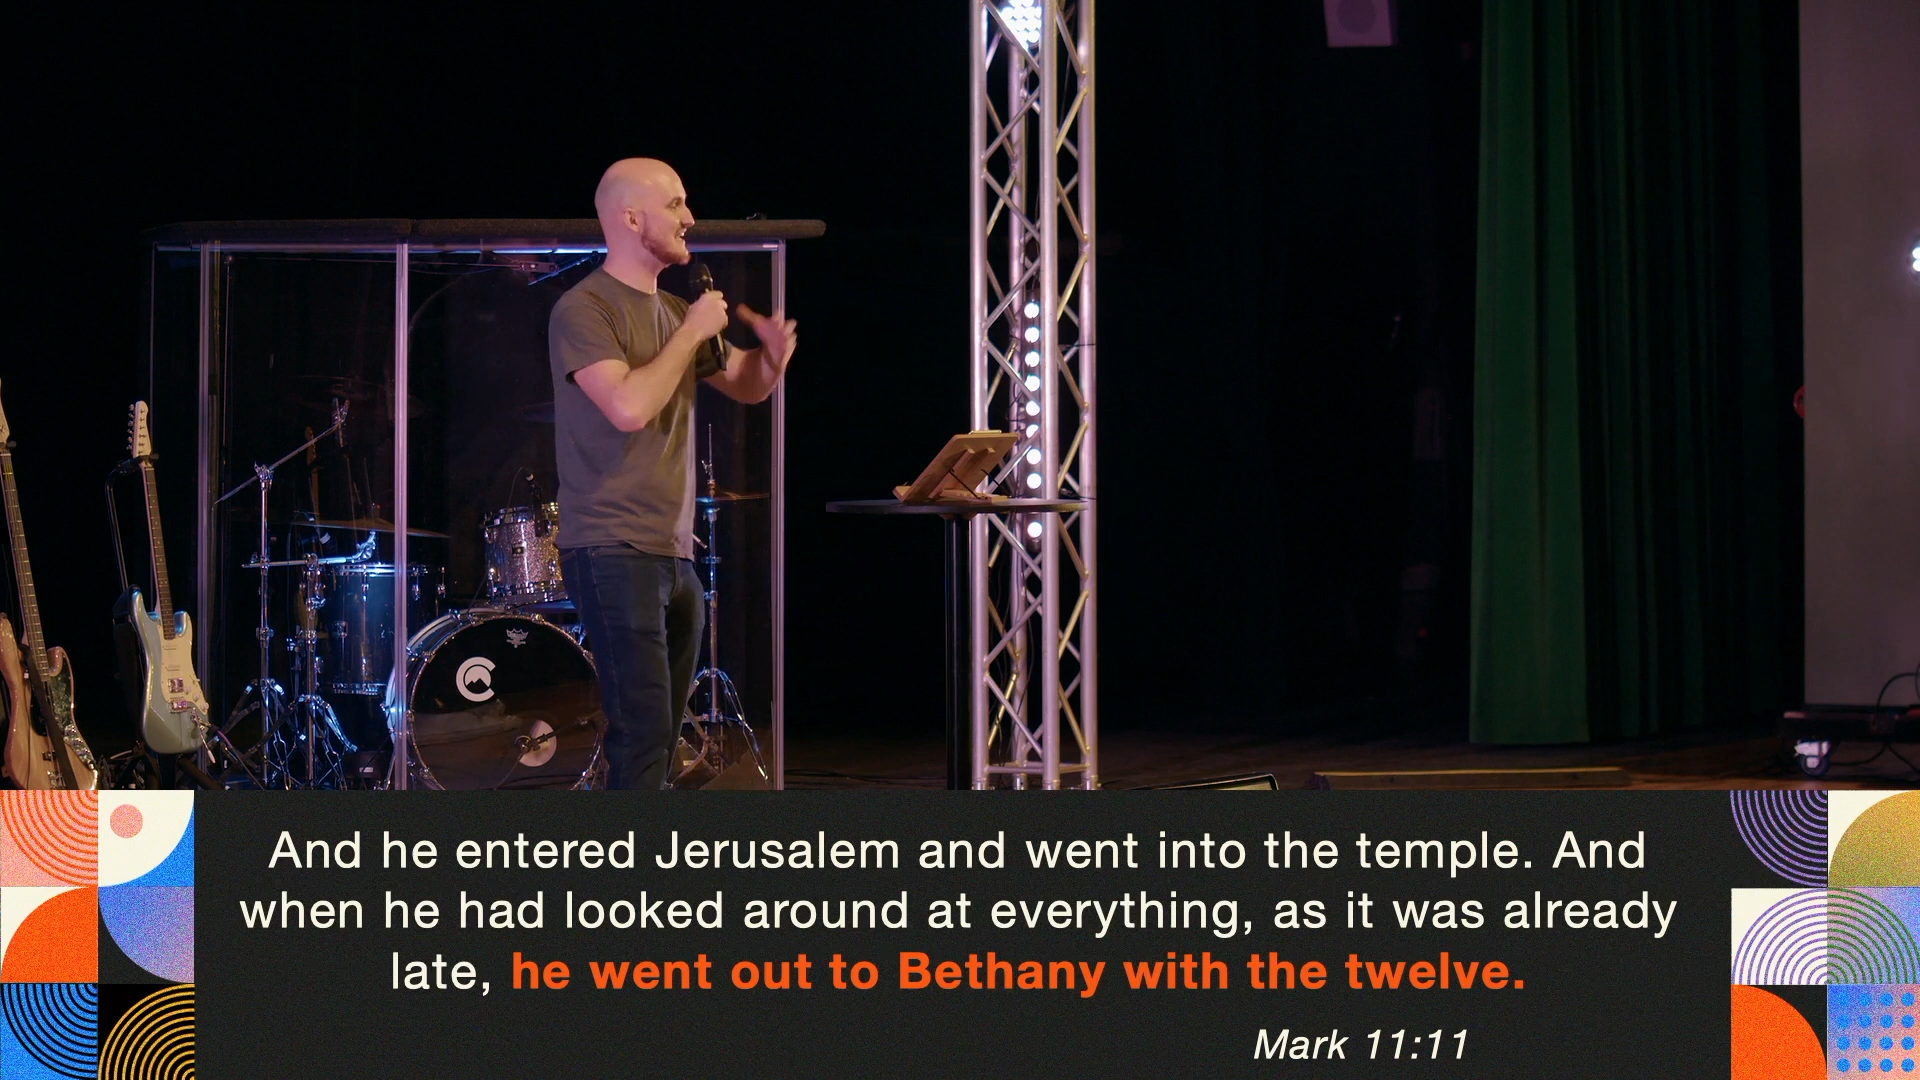 And he entered Jerusalem and went into the temple. And
when he had looked around at everything, as it was already
late, he went out to Bethany with the twelve.
Mark 11:11